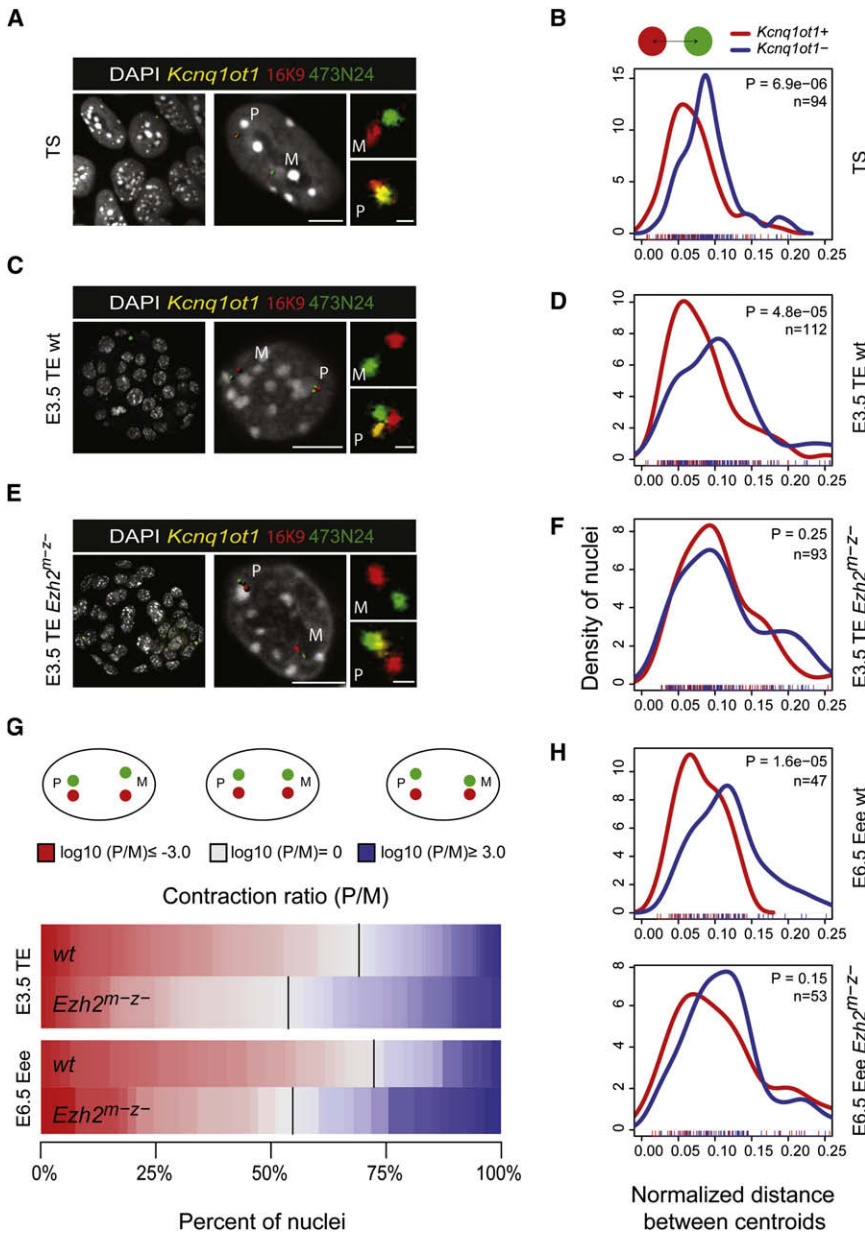 A
DAPI Kcnq1ot1 16K9 473N24
TS
P
M
M
P
B
Kcnq1ot1+
Kcnq1ot1–
P = 6.9e−06
n=94
15
10
5
0
0.00 0.05 0.10 0.15 0.20 0.25
TS
C
DAPI Kcnq1ot1 16K9 473N24
E3.5 TE wt
M
P
M
P
D
P = 4.8e−05
n=112
10
8
6
4
2
0
0.00 0.05 0.10 0.15 0.20 0.25
E3.5 TE wt
E
DAPI Kcnq1ot1 16K9 473N24
E3.5 TE Ezh2m−z−
P
M
M
P
F
P = 0.25
n=93
Density of nuclei
8
6
4
2
0
0.00 0.05 0.10 0.15 0.20 0.25
E3.5 TE Ezh2m−z−
G
P M
P M
P M
log10 (P/M)≤ -3.0 log10 (P/M)= 0 log10 (P/M)≥ 3.0
Contraction ratio (P/M)
E3.5 TE
wt
Ezh2m−z−
E6.5 Eee
wt
Ezh2m−z−
0% 25% 50% 75% 100%
Percent of nuclei
H
P = 1.6e−05
n=47
10
8
6
4
2
0
0.00 0.05 0.10 0.15 0.20 0.25
E6.5 Eee wt
P = 0.15
n=53
8
6
4
2
0
0.00 0.05 0.10 0.15 0.20 0.25
E6.5 Eee Ezh2m−z−
Normalized distance
between centroids